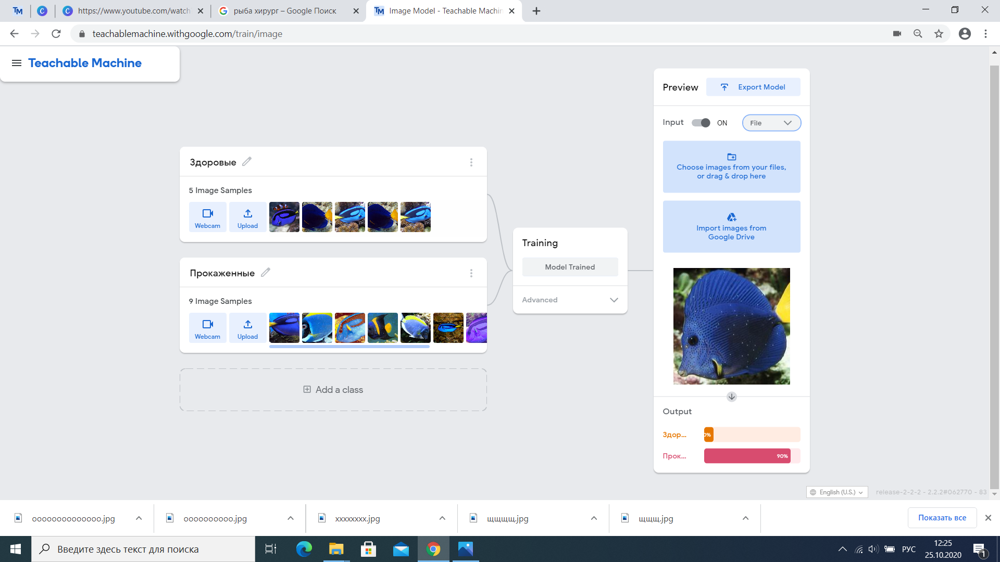 https://www.youtube.com/watch
рыба хирург – Google Поиск
Image Model - Teachable Machin
teachablemachine.withgoogle.com/train/image
Teachable Machine
Preview
Export Model
Input
ON
File
Choose images from your files,
or drag & drop here
Import images from
Google Drive
Здоровые
5 Image Samples
Webcam
Upload
Прокаженные
9 Image Samples
Webcam
Upload
Add a class
Training
Model Trained
Advanced
Output
Здор...
0%
Прок...
90%
English (U.S.)
release-2-2-2 - 2.2.2#062770 - 83
oooooooooooooo.jpg
oooooooooo.jpg
xxxxxxxx.jpg
щщщщ.jpg
щщщ.jpg
Показать все
Введите здесь текст для поиска
РУС
12:25
25.10.2020
1